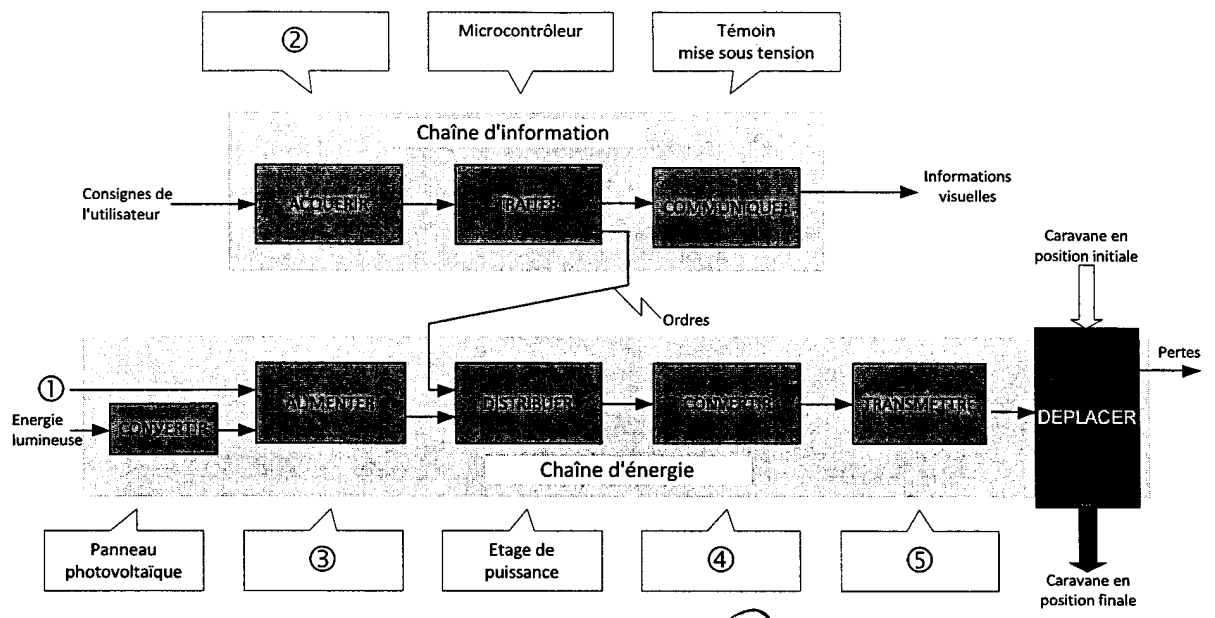 ②
Microcontrôleur
Témoin
mise sous tension
Chaîne d'information
Consignes de
l'utilisateur
ACQUERIR
TRAITER
COMMUNIQUER
Informations
visuelles
Caravane en
position initiale
Ordres
①
Energie
lumineuse
CONVERTIR
ALIMENTER
DISTRIBUER
CONVERTIR
TRANSMETTRE
DEPLACER
Pertes
Chaîne d'énergie
Panneau
photovoltaïque
③
Etage de
puissance
④
⑤
Caravane en
position finale